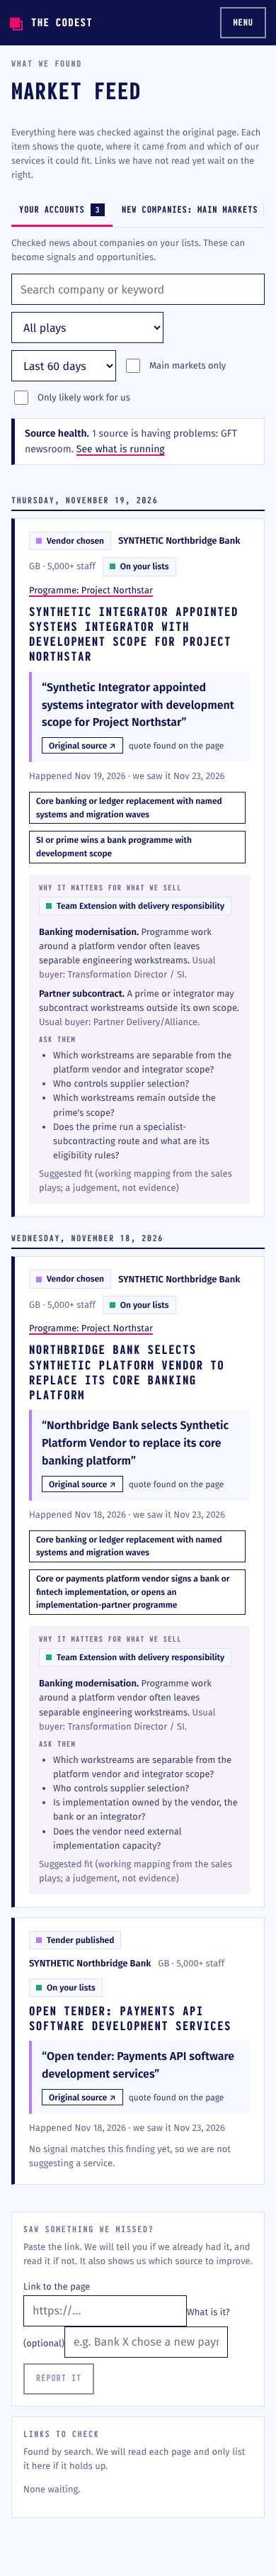 THE CODEST
MENU
WHAT WE FOUND
MARKET FEED
Everything here was checked against the original page. Each
item shows the quote, where it came from and which of our
services it could fit. Links we have not read yet wait on the
right.
YOUR ACCOUNTS 3
NEW COMPANIES: MAIN MARKETS
Checked news about companies on your lists. These can
become signals and opportunities.
Search company or keyword
All plays
Last 60 days
Main markets only
Only likely work for us
Source health. 1 source is having problems: GFT
newsroom. See what is running
THURSDAY, NOVEMBER 19, 2026
Vendor chosen SYNTHETIC Northbridge Bank
GB · 5,000+ staff On your lists
Programme: Project Northstar
SYNTHETIC INTEGRATOR APPOINTED
SYSTEMS INTEGRATOR WITH
DEVELOPMENT SCOPE FOR PROJECT
NORTHSTAR
“Synthetic Integrator appointed
systems integrator with development
scope for Project Northstar”
Original source ↗ quote found on the page
Happened Nov 19, 2026 · we saw it Nov 23, 2026
Core banking or ledger replacement with named
systems and migration waves
SI or prime wins a bank programme with
development scope
WHY IT MATTERS FOR WHAT WE SELL
Team Extension with delivery responsibility
Banking modernisation. Programme work
around a platform vendor often leaves
separable engineering workstreams. Usual
buyer: Transformation Director / SI.
Partner subcontract. A prime or integrator may
subcontract workstreams outside its own scope.
Usual buyer: Partner Delivery/Alliance.
ASK THEM
• Which workstreams are separable from the
platform vendor and integrator scope?
• Who controls supplier selection?
• Which workstreams remain outside the
prime's scope?
• Does the prime run a specialist-
subcontracting route and what are its
eligibility rules?
Suggested fit (working mapping from the sales
plays; a judgement, not evidence)
WEDNESDAY, NOVEMBER 18, 2026
Vendor chosen SYNTHETIC Northbridge Bank
GB · 5,000+ staff On your lists
Programme: Project Northstar
NORTHBRIDGE BANK SELECTS
SYNTHETIC PLATFORM VENDOR TO
REPLACE ITS CORE BANKING
PLATFORM
“Northbridge Bank selects Synthetic
Platform Vendor to replace its core
banking platform”
Original source ↗ quote found on the page
Happened Nov 18, 2026 · we saw it Nov 23, 2026
Core banking or ledger replacement with named
systems and migration waves
Core or payments platform vendor signs a bank or
fintech implementation, or opens an
implementation-partner programme
WHY IT MATTERS FOR WHAT WE SELL
Team Extension with delivery responsibility
Banking modernisation. Programme work
around a platform vendor often leaves
separable engineering workstreams. Usual
buyer: Transformation Director / SI.
ASK THEM
• Which workstreams are separable from the
platform vendor and integrator scope?
• Who controls supplier selection?
• Is implementation owned by the vendor, the
bank or an integrator?
• Does the vendor need external
implementation capacity?
Suggested fit (working mapping from the sales
plays; a judgement, not evidence)
Tender published
SYNTHETIC Northbridge Bank GB · 5,000+ staff
On your lists
OPEN TENDER: PAYMENTS API
SOFTWARE DEVELOPMENT SERVICES
“Open tender: Payments API software
development services”
Original source ↗ quote found on the page
Happened Nov 18, 2026 · we saw it Nov 23, 2026
No signal matches this finding yet, so we are not
suggesting a service.
SAW SOMETHING WE MISSED?
Paste the link. We will tell you if we already had it, and
read it if not. It also shows us which source to improve.
Link to the page
https://...
What is it?
(optional) e.g. Bank X chose a new payr
REPORT IT
LINKS TO CHECK
Found by search. We will read each page and only list
it here if it holds up.
None waiting.